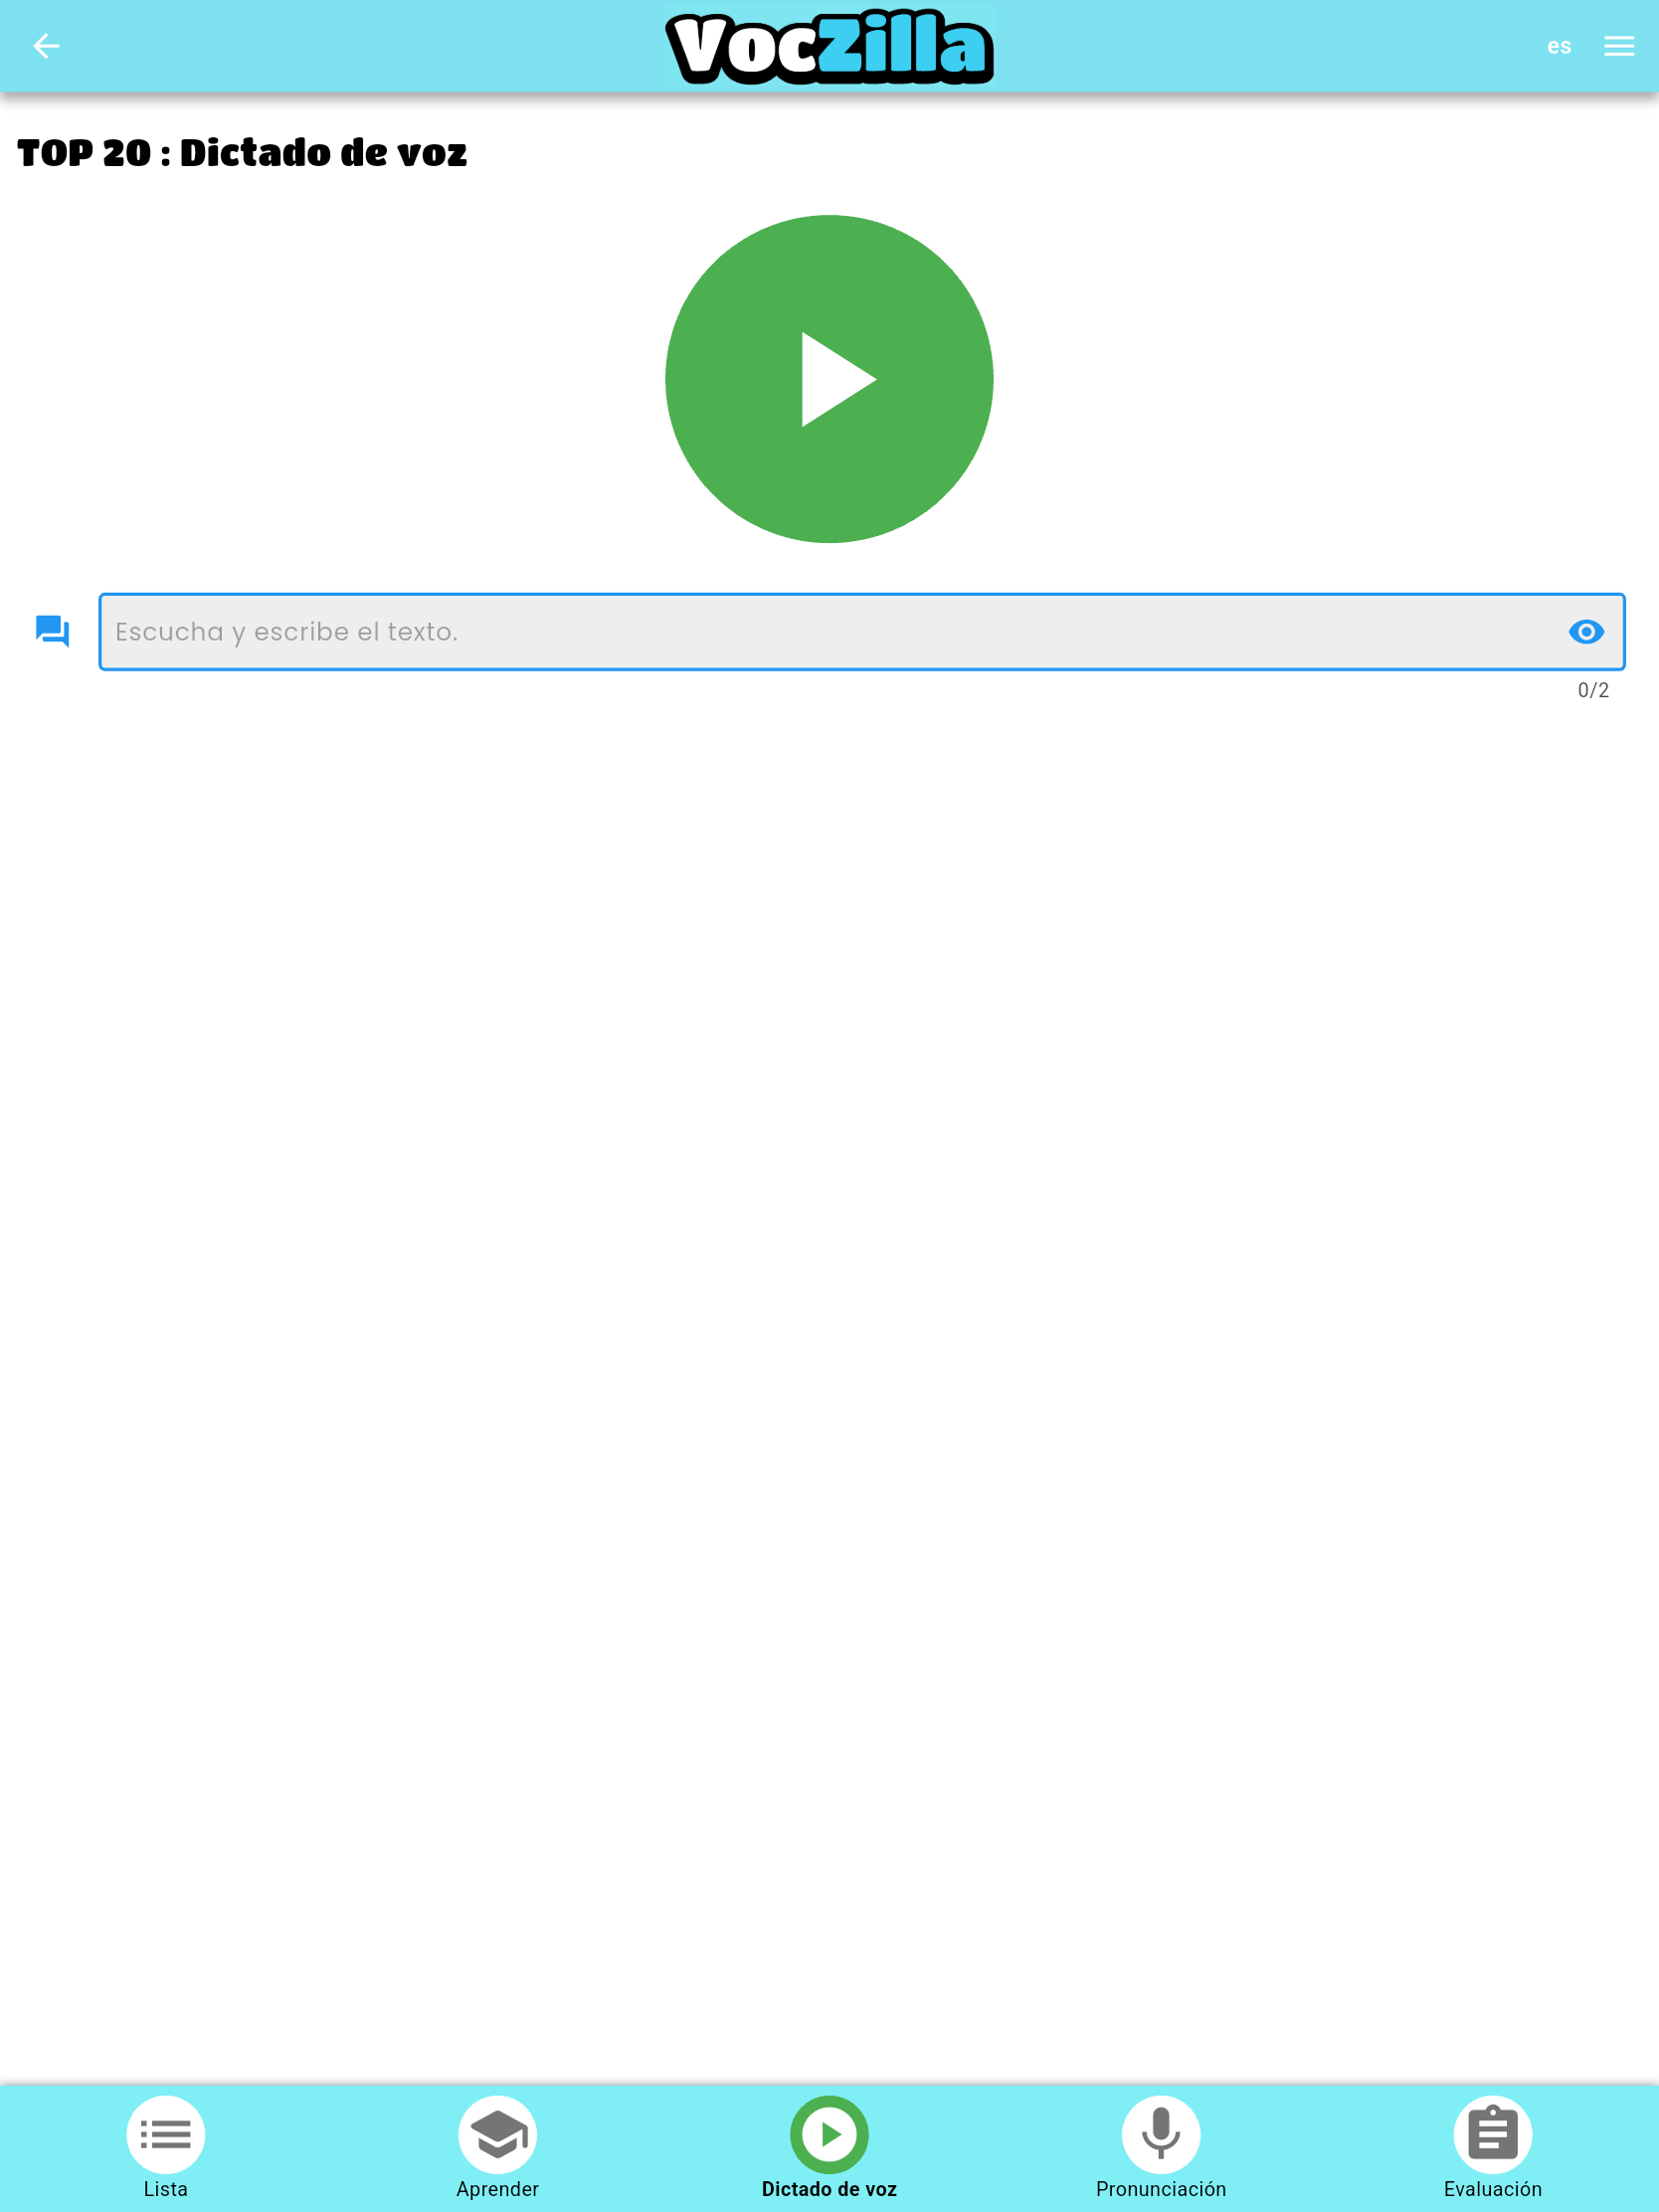 VocZilla
es
TOP 20 : Dictado de voz
Escucha y escribe el texto.
0/2
Lista
Aprender
Dictado de voz
Pronunciación
Evaluación